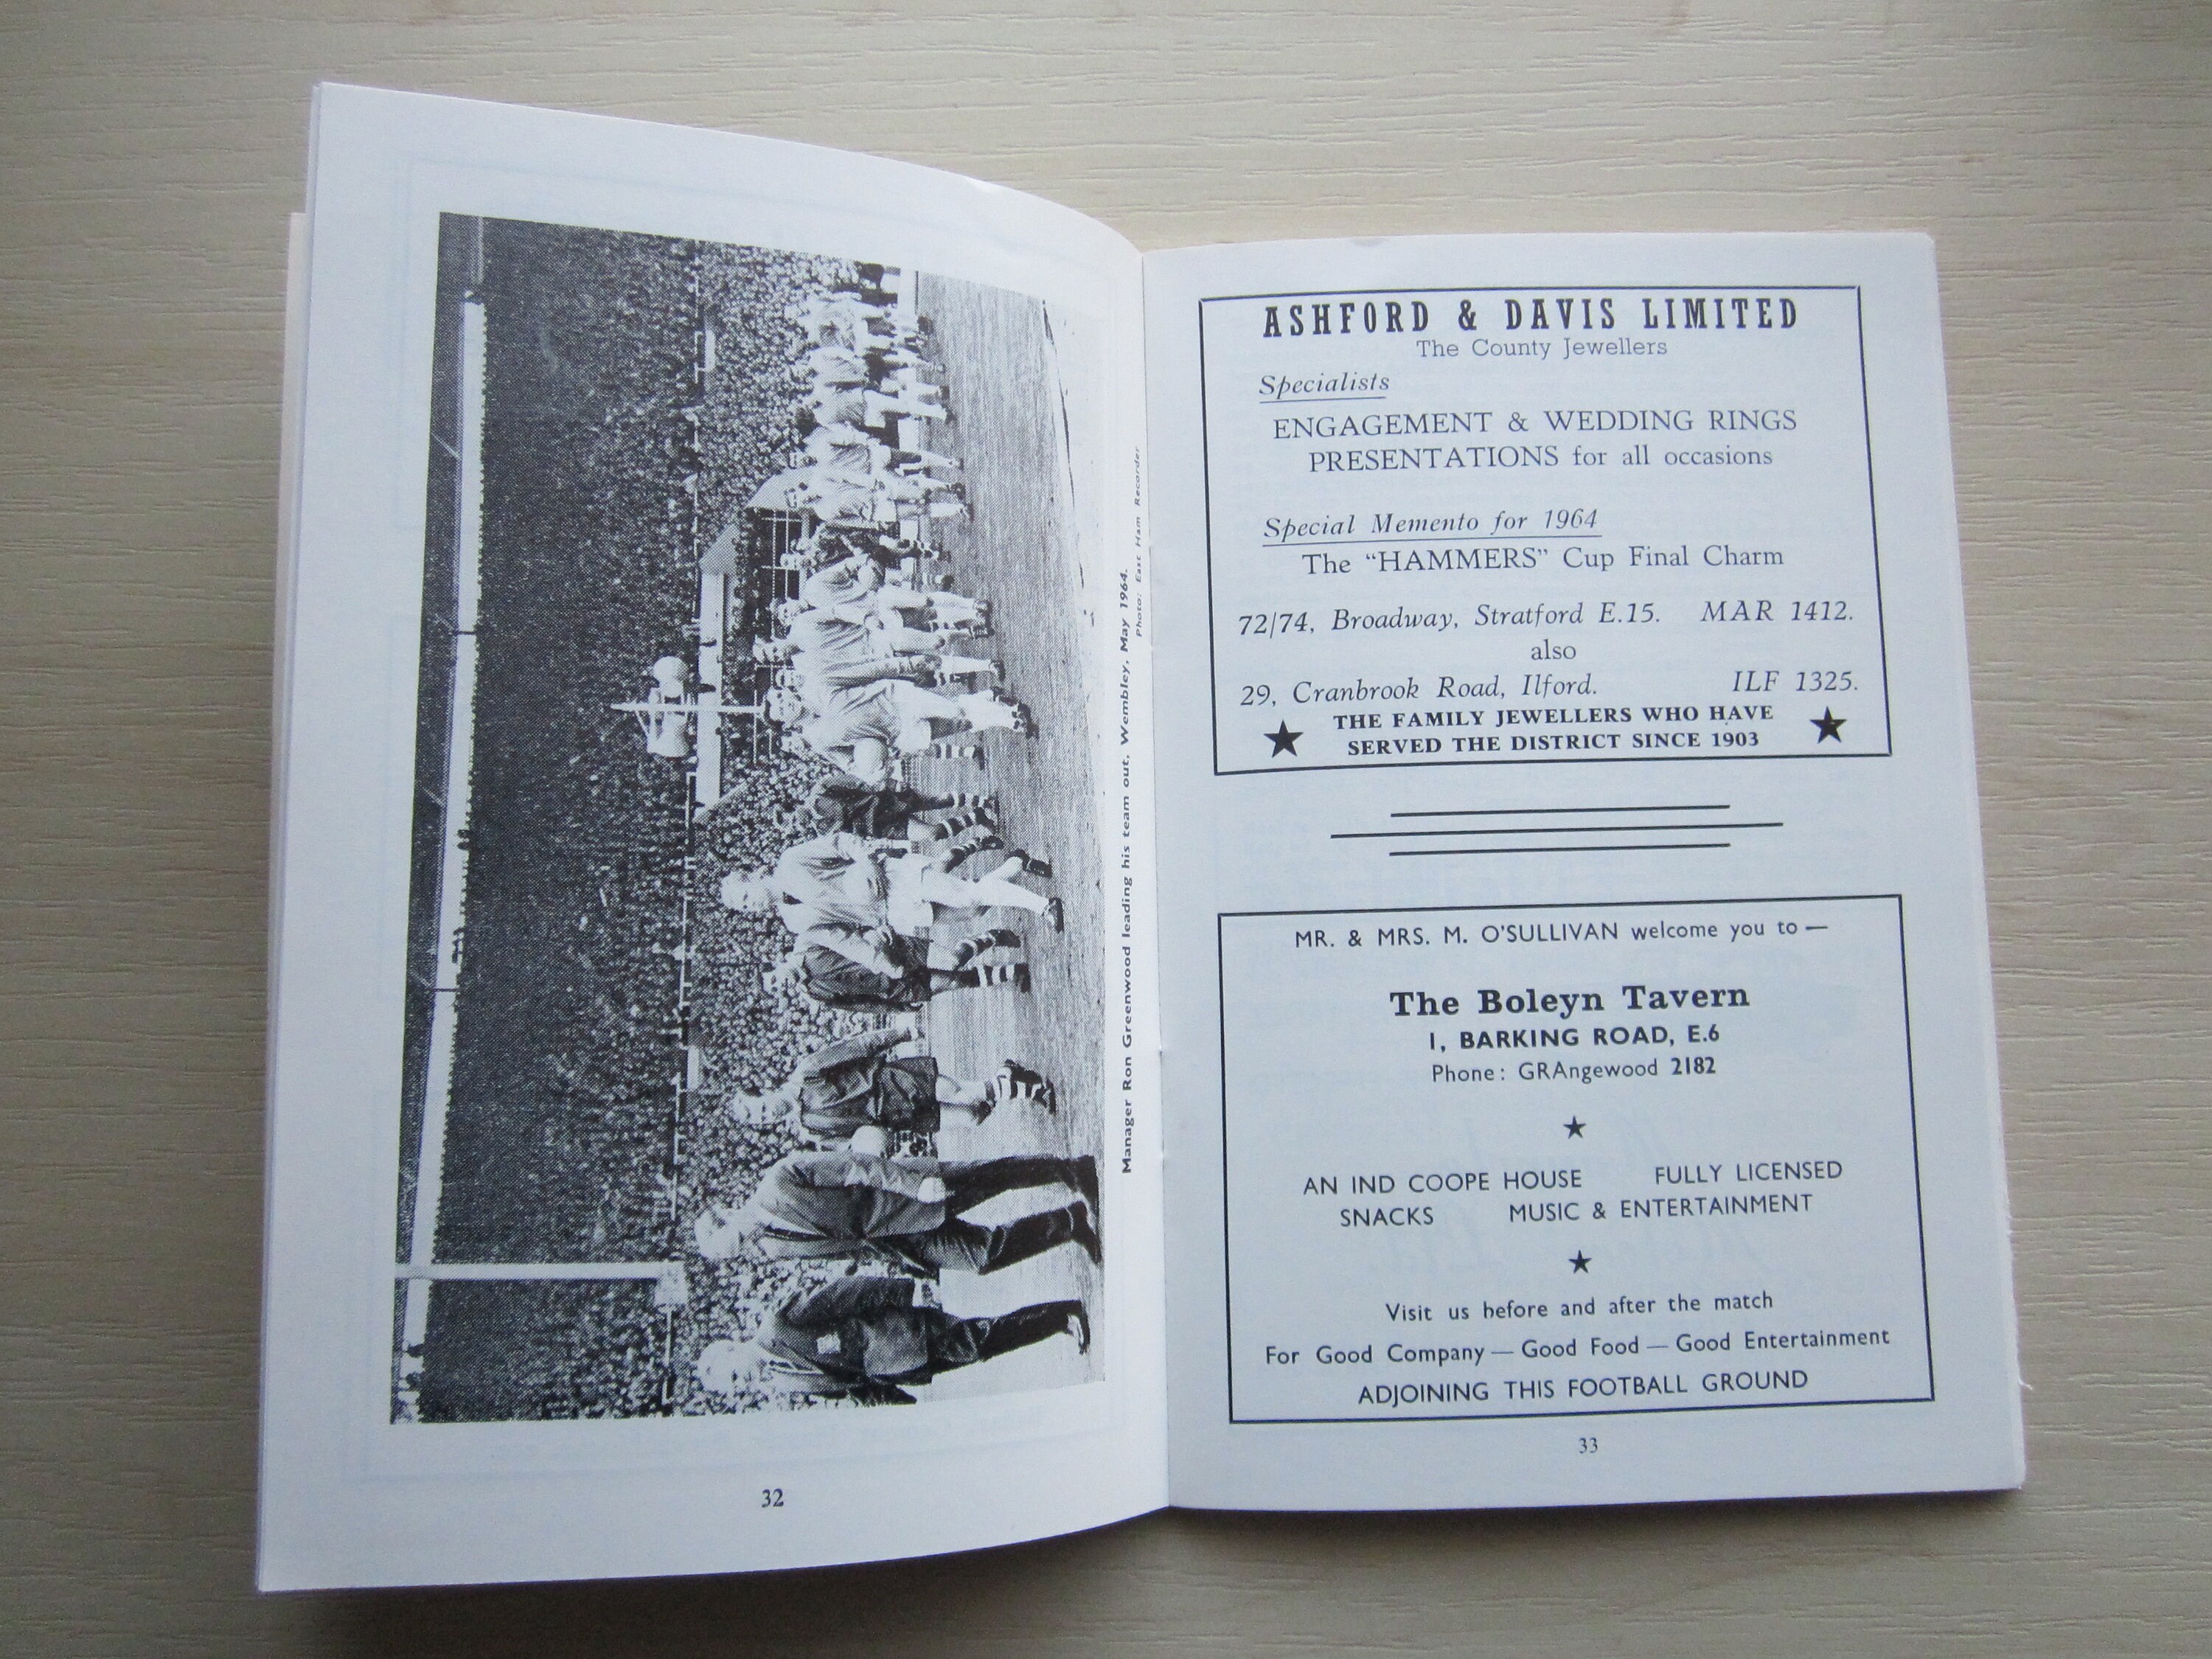 Manager Ron Greenwood leading his team out, Wembley, May 1964.
Photo: East Ham Recorder
32
ASHFORD & DAVIS LIMITED
The County Jewellers
Specialists
ENGAGEMENT & WEDDING RINGS
PRESENTATIONS for all occasions
Special Memento for 1964
The “HAMMERS” Cup Final Charm
72/74, Broadway, Stratford E.15. MAR 1412.
also
29, Cranbrook Road, Ilford. ILF 1325.
★ THE FAMILY JEWELLERS WHO HAVE ★
SERVED THE DISTRICT SINCE 1903
MR. & MRS. M. O'SULLIVAN welcome you to —
The Boleyn Tavern
1, BARKING ROAD, E.6
Phone: GRAngewood 2182
★
AN IND COOPE HOUSE FULLY LICENSED
SNACKS MUSIC & ENTERTAINMENT
★
Visit us before and after the match
For Good Company — Good Food — Good Entertainment
ADJOINING THIS FOOTBALL GROUND
33